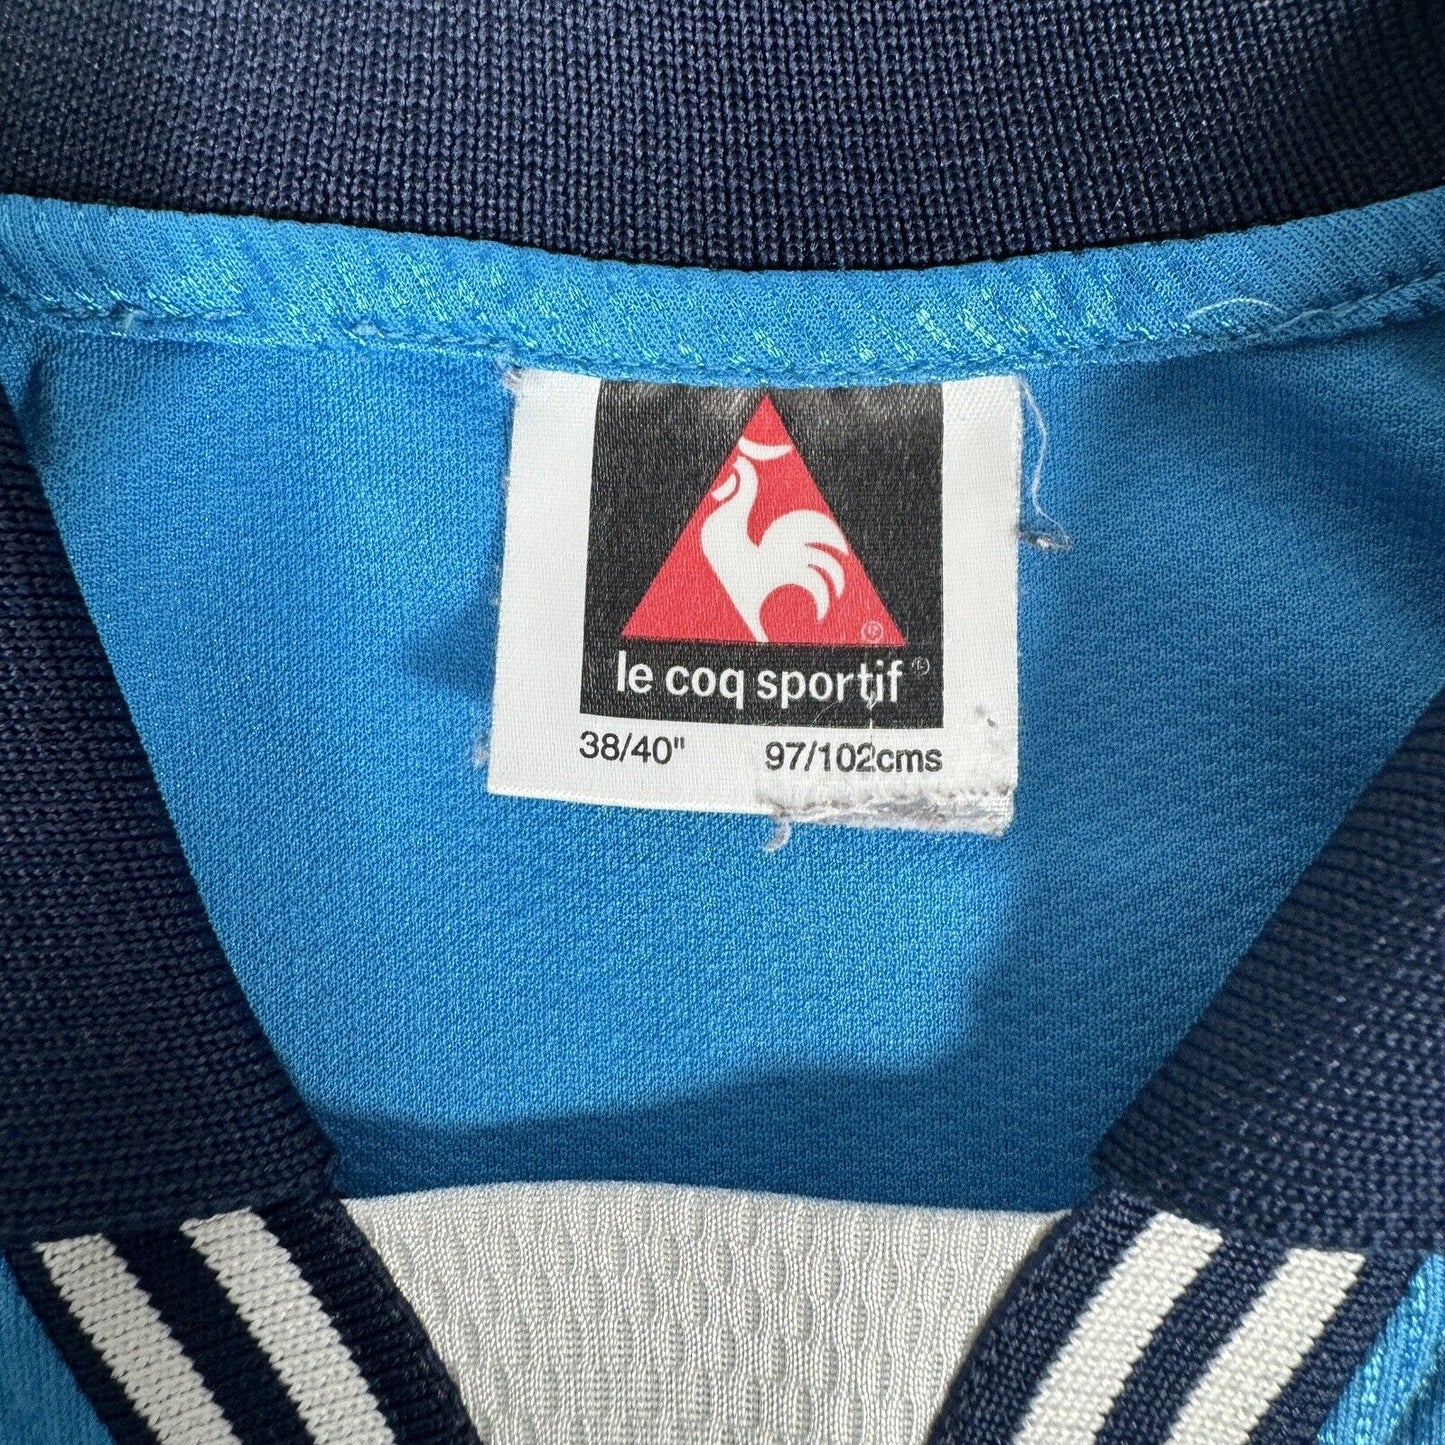 ®
le coq sportif ®
38/40" 97/102cms